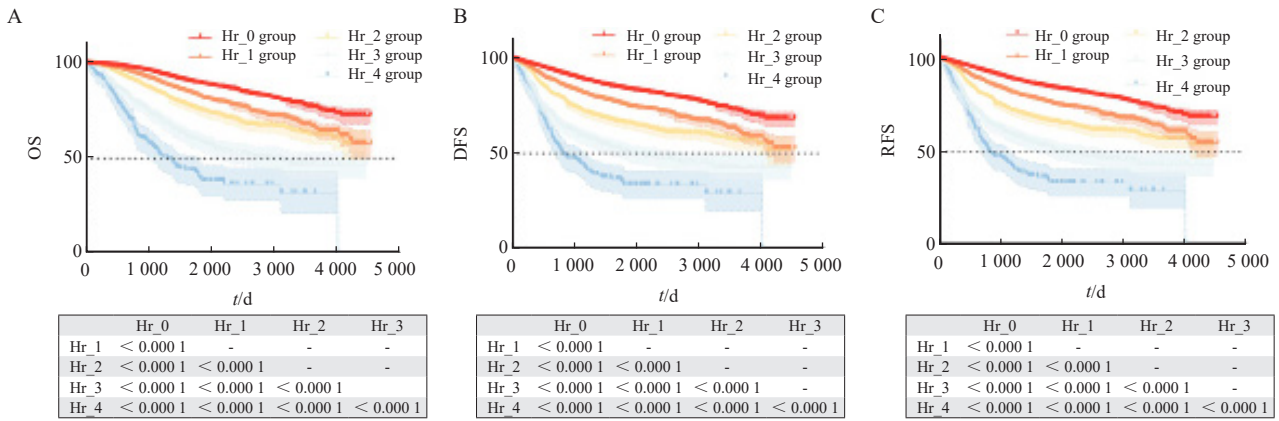 A
Hr_0 group
Hr_1 group
Hr_2 group
Hr_3 group
Hr_4 group
OS
100
50
0
0 1 000 2 000 3 000 4 000 5 000
t/d
Hr_0 Hr_1 Hr_2 Hr_3
Hr_1 < 0.000 1 - - -
Hr_2 < 0.000 1 < 0.000 1 - -
Hr_3 < 0.000 1 < 0.000 1 < 0.000 1 -
Hr_4 < 0.000 1 < 0.000 1 < 0.000 1 < 0.000 1
B
Hr_0 group
Hr_1 group
Hr_2 group
Hr_3 group
Hr_4 group
DFS
100
50
0
0 1 000 2 000 3 000 4 000 5 000
t/d
Hr_0 Hr_1 Hr_2 Hr_3
Hr_1 < 0.000 1 - - -
Hr_2 < 0.000 1 < 0.000 1 - -
Hr_3 < 0.000 1 < 0.000 1 < 0.000 1 -
Hr_4 < 0.000 1 < 0.000 1 < 0.000 1 < 0.000 1
C
Hr_0 group
Hr_1 group
Hr_2 group
Hr_3 group
Hr_4 group
RFS
100
50
0
0 1 000 2 000 3 000 4 000 5 000
t/d
Hr_0 Hr_1 Hr_2 Hr_3
Hr_1 < 0.000 1 - - -
Hr_2 < 0.000 1 < 0.000 1 - -
Hr_3 < 0.000 1 < 0.000 1 < 0.000 1 -
Hr_4 < 0.000 1 < 0.000 1 < 0.000 1 < 0.000 1